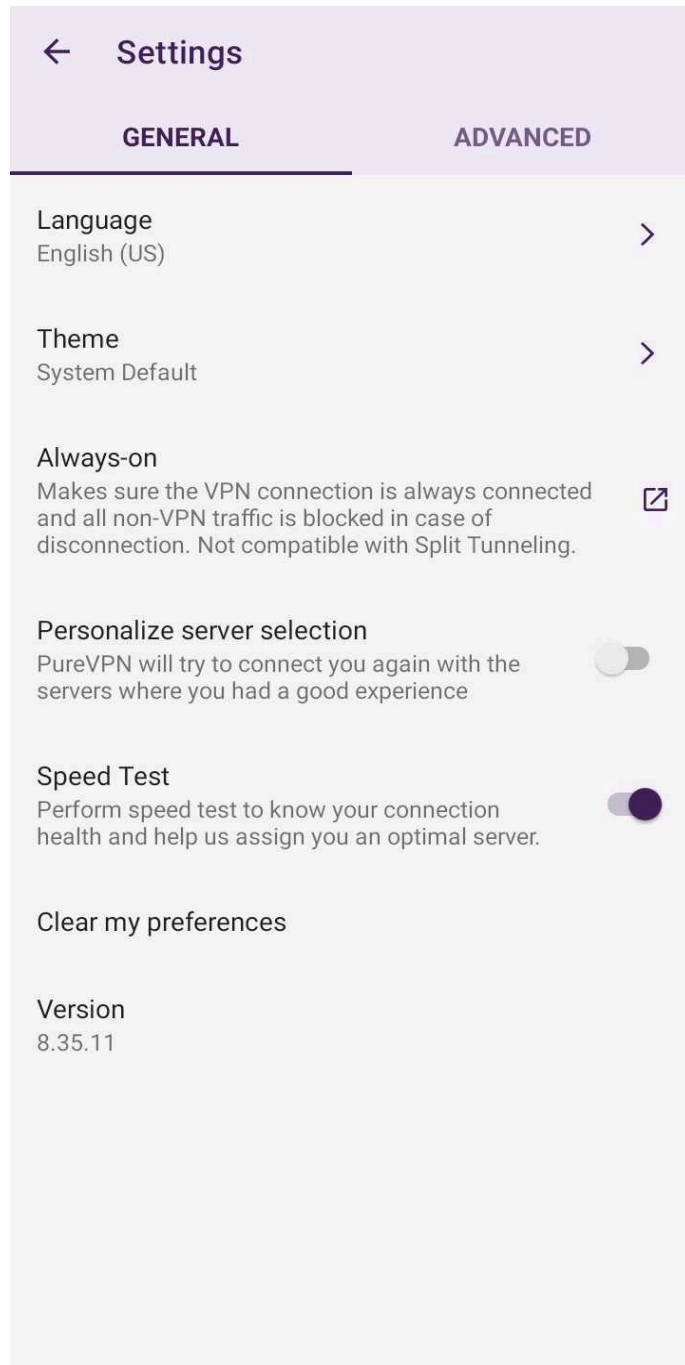 Settings
GENERAL
ADVANCED
Language
English (US)
Theme
System Default
Always-on
Makes sure the VPN connection is always connected
and all non-VPN traffic is blocked in case of
disconnection. Not compatible with Split Tunneling.
Personalize server selection
PureVPN will try to connect you again with the
servers where you had a good experience
Speed Test
Perform speed test to know your connection
health and help us assign you an optimal server.
Clear my preferences
Version
8.35.11